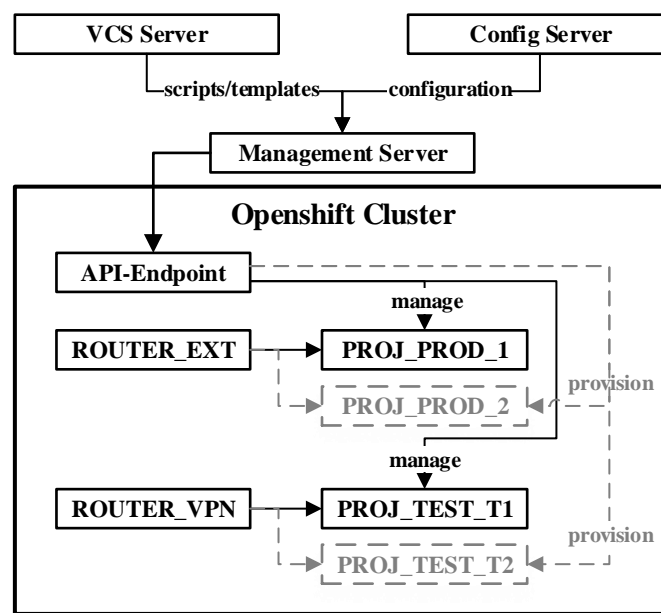 VCS Server
Config Server
scripts/templates
configuration
Management Server
Openshift Cluster
API-Endpoint
manage
ROUTER_EXT
PROJ_PROD_1
provision
PROJ_PROD_2
manage
ROUTER_VPN
PROJ_TEST_T1
provision
PROJ_TEST_T2